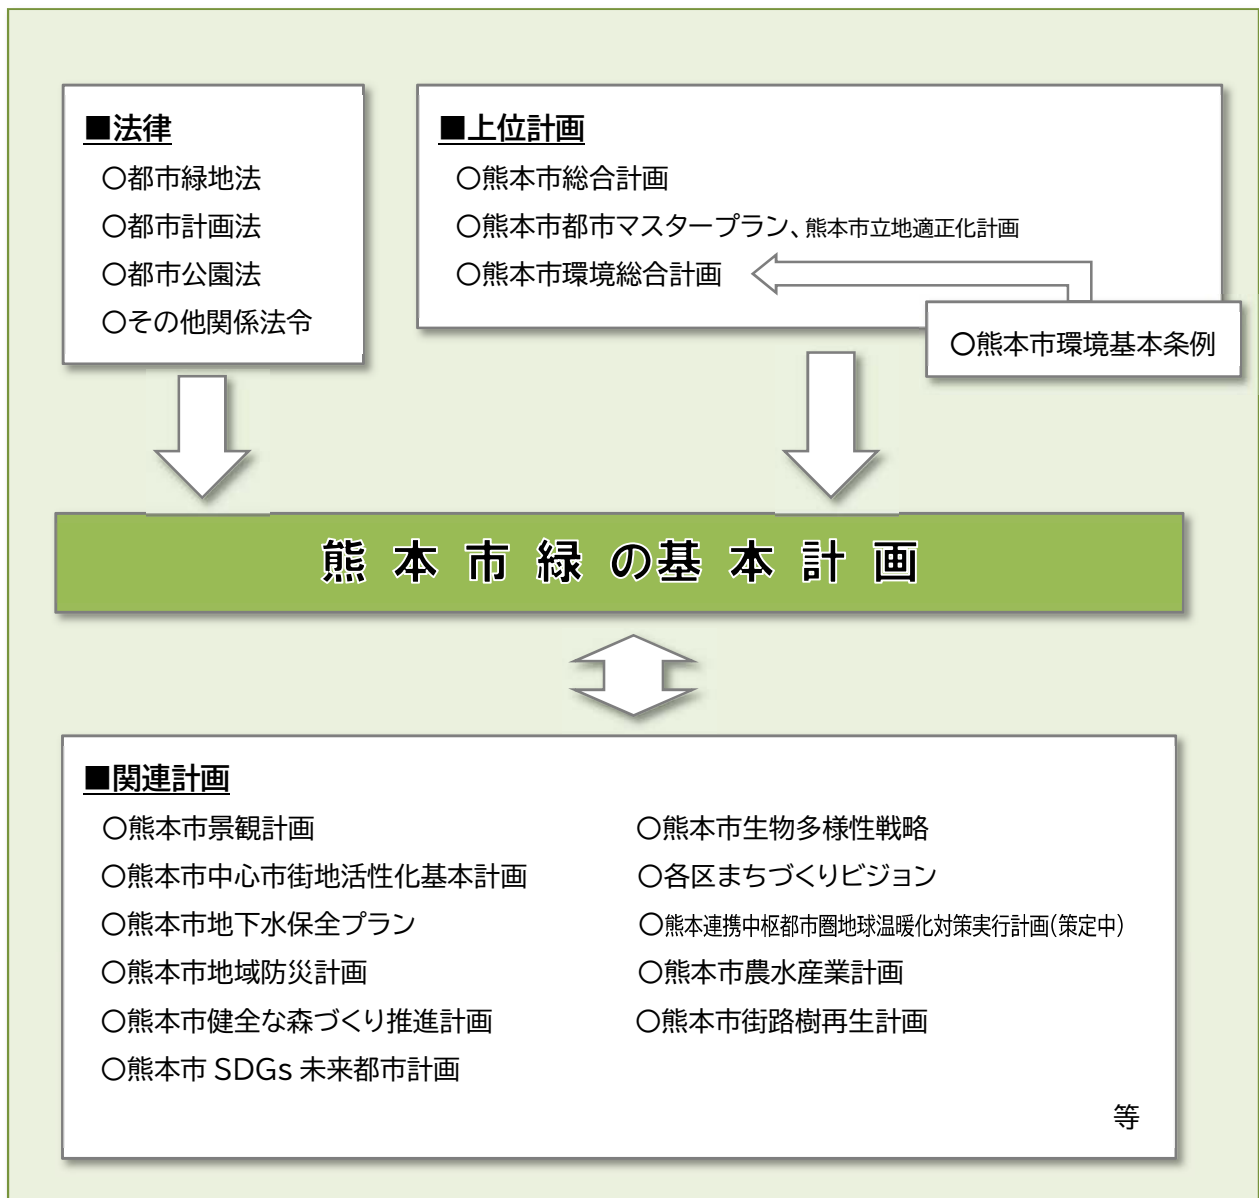 ■法律
○都市緑地法
○都市計画法
○都市公園法
○その他関係法令
■上位計画
○熊本市総合計画
○熊本市都市マスタープラン、熊本市立地適正化計画
○熊本市環境総合計画
○熊本市環境基本条例
熊本市緑の基本計画
■関連計画
○熊本市景観計画
○熊本市中心市街地活性化基本計画
○熊本市地下水保全プラン
○熊本市地域防災計画
○熊本市健全な森づくり推進計画
○熊本市 SDGs 未来都市計画
○熊本市生物多様性戦略
○各区まちづくりビジョン
○熊本連携中枢都市圏地球温暖化対策実行計画(策定中)
○熊本市農水産業計画
○熊本市街路樹再生計画
等